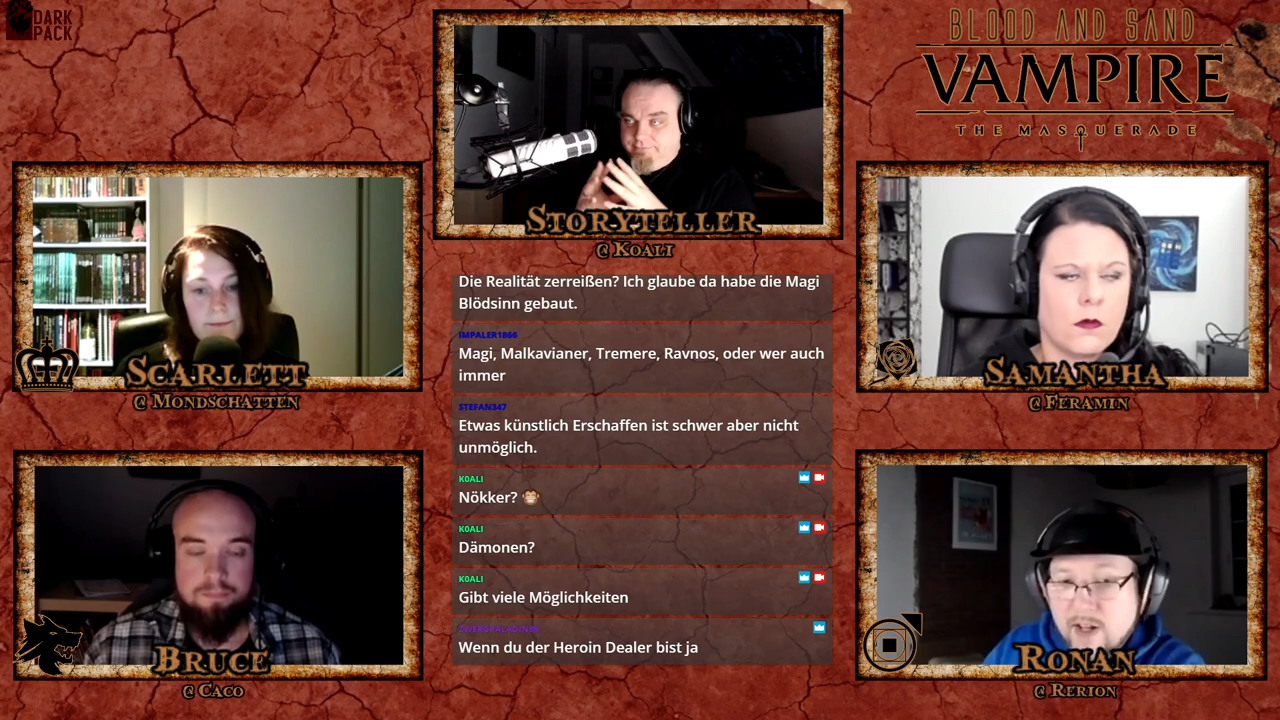 DARK
PACK
BLOOD AND SAND
VAMPIRE
THE MASQUERADE
STORYTELLER
@ KOALI
SCARLETT
@ MONDSCHATTEN
SAMANTHA
@ FERAMIN
Die Realität zerreißen? Ich glaube da habe die Magi
Blödsinn gebaut.
IMPALER1866
Magi, Malkavianer, Tremere, Ravnos, oder wer auch
immer
STEFAN347
Etwas künstlich Erschaffen ist schwer aber nicht
unmöglich.
K0ALI
Nökker? 🐵
K0ALI
Dämonen?
K0ALI
Gibt viele Möglichkeiten
Wenn du der Heroin Dealer bist ja
BRUCE
@ CACO
RONAN
@ RERION